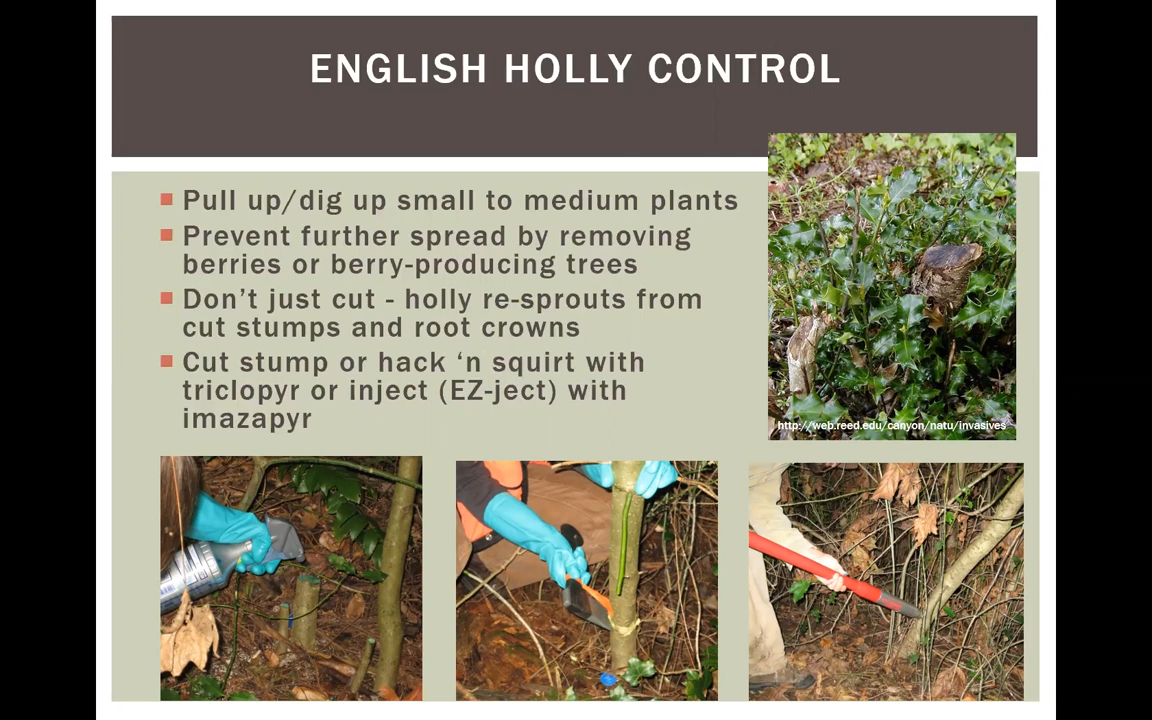 ENGLISH HOLLY CONTROL
Pull up/dig up small to medium plants
Prevent further spread by removing
berries or berry-producing trees
Don’t just cut - holly re-sprouts from
cut stumps and root crowns
Cut stump or hack ‘n squirt with
triclopyr or inject (EZ-ject) with
imazapyr
http://web.reed.edu/canyon/natu/invasives